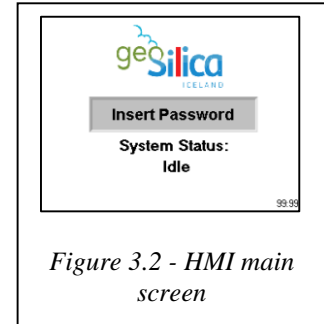 geoSilica
ICELAND
Insert Password
System Status:
Idle
99.99
Figure 3.2 - HMI main
screen